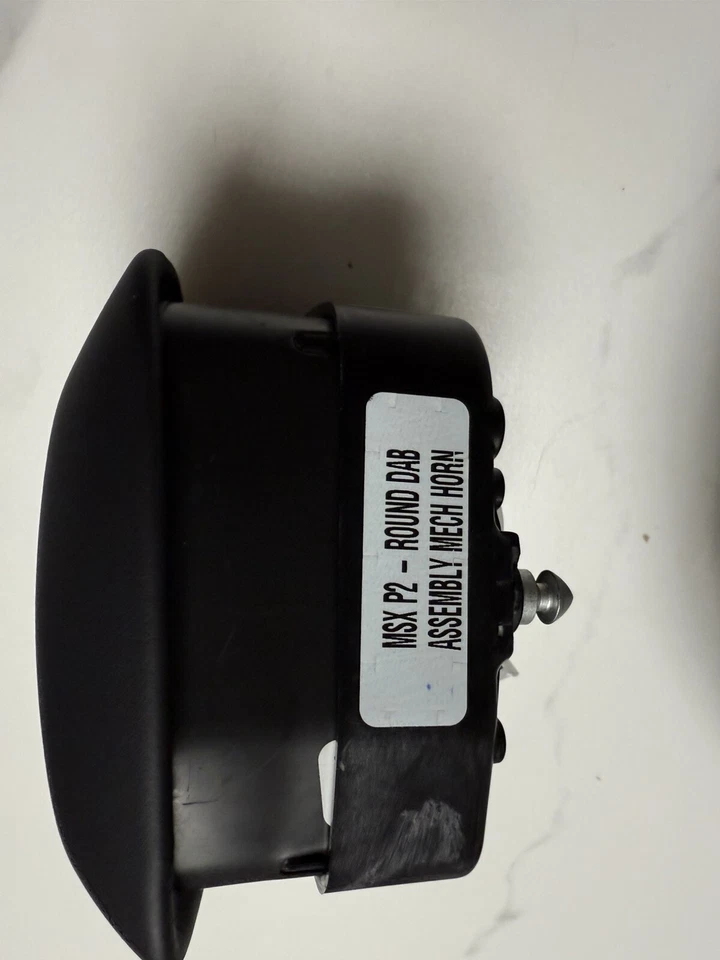 MSX P2 – ROUND DAB
ASSEMBLY MECH HORN